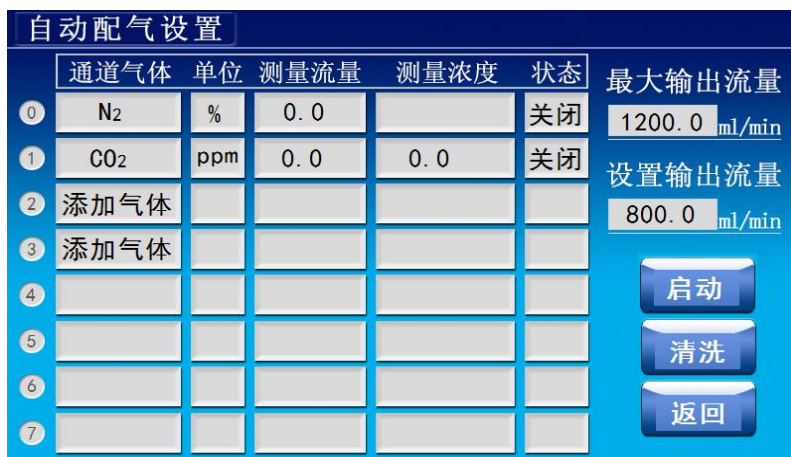 自动配气设置
通道气体 单位 测量流量 测量浓度 状态
0 N₂ % 0.0 关闭
1 CO₂ ppm 0.0 0.0 关闭
2 添加气体
3 添加气体
4
5
6
7
最大输出流量
1200.0 ml/min
设置输出流量
800.0 ml/min
启动
清洗
返回